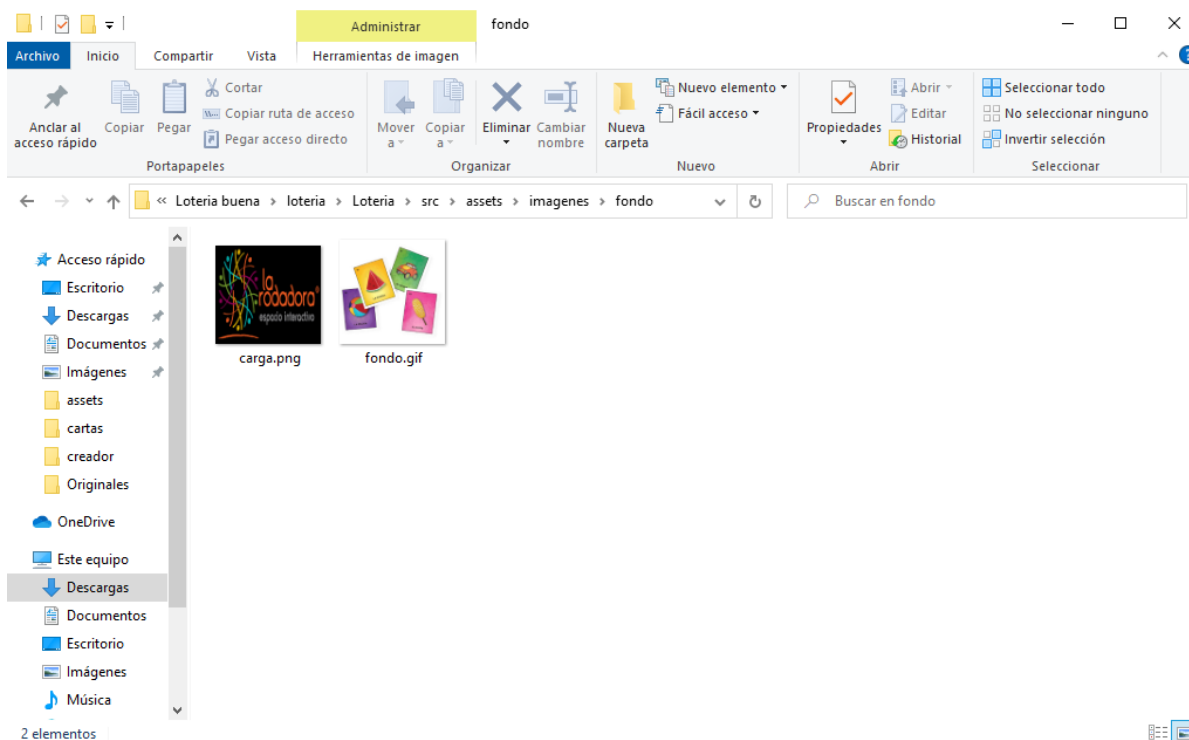 Administrar
fondo
Archivo
Inicio
Compartir
Vista
Herramientas de imagen
Anclar al
acceso rápido
Copiar
Pegar
Cortar
Copiar ruta de acceso
Pegar acceso directo
Portapapeles
Mover
a
Copiar
a
Eliminar
Cambiar
nombre
Organizar
Nueva
carpeta
Nuevo elemento
Fácil acceso
Nuevo
Propiedades
Abrir
Editar
Historial
Abrir
Seleccionar todo
No seleccionar ninguno
Invertir selección
Seleccionar
« Loteria buena > loteria > Loteria > src > assets > imagenes > fondo
Buscar en fondo
Acceso rápido
Escritorio
Descargas
Documentos
Imágenes
assets
cartas
creador
Originales
OneDrive
Este equipo
Descargas
Documentos
Escritorio
Imágenes
Música
la
rodadora
espacio interactivo
carga.png
fondo.gif
2 elementos